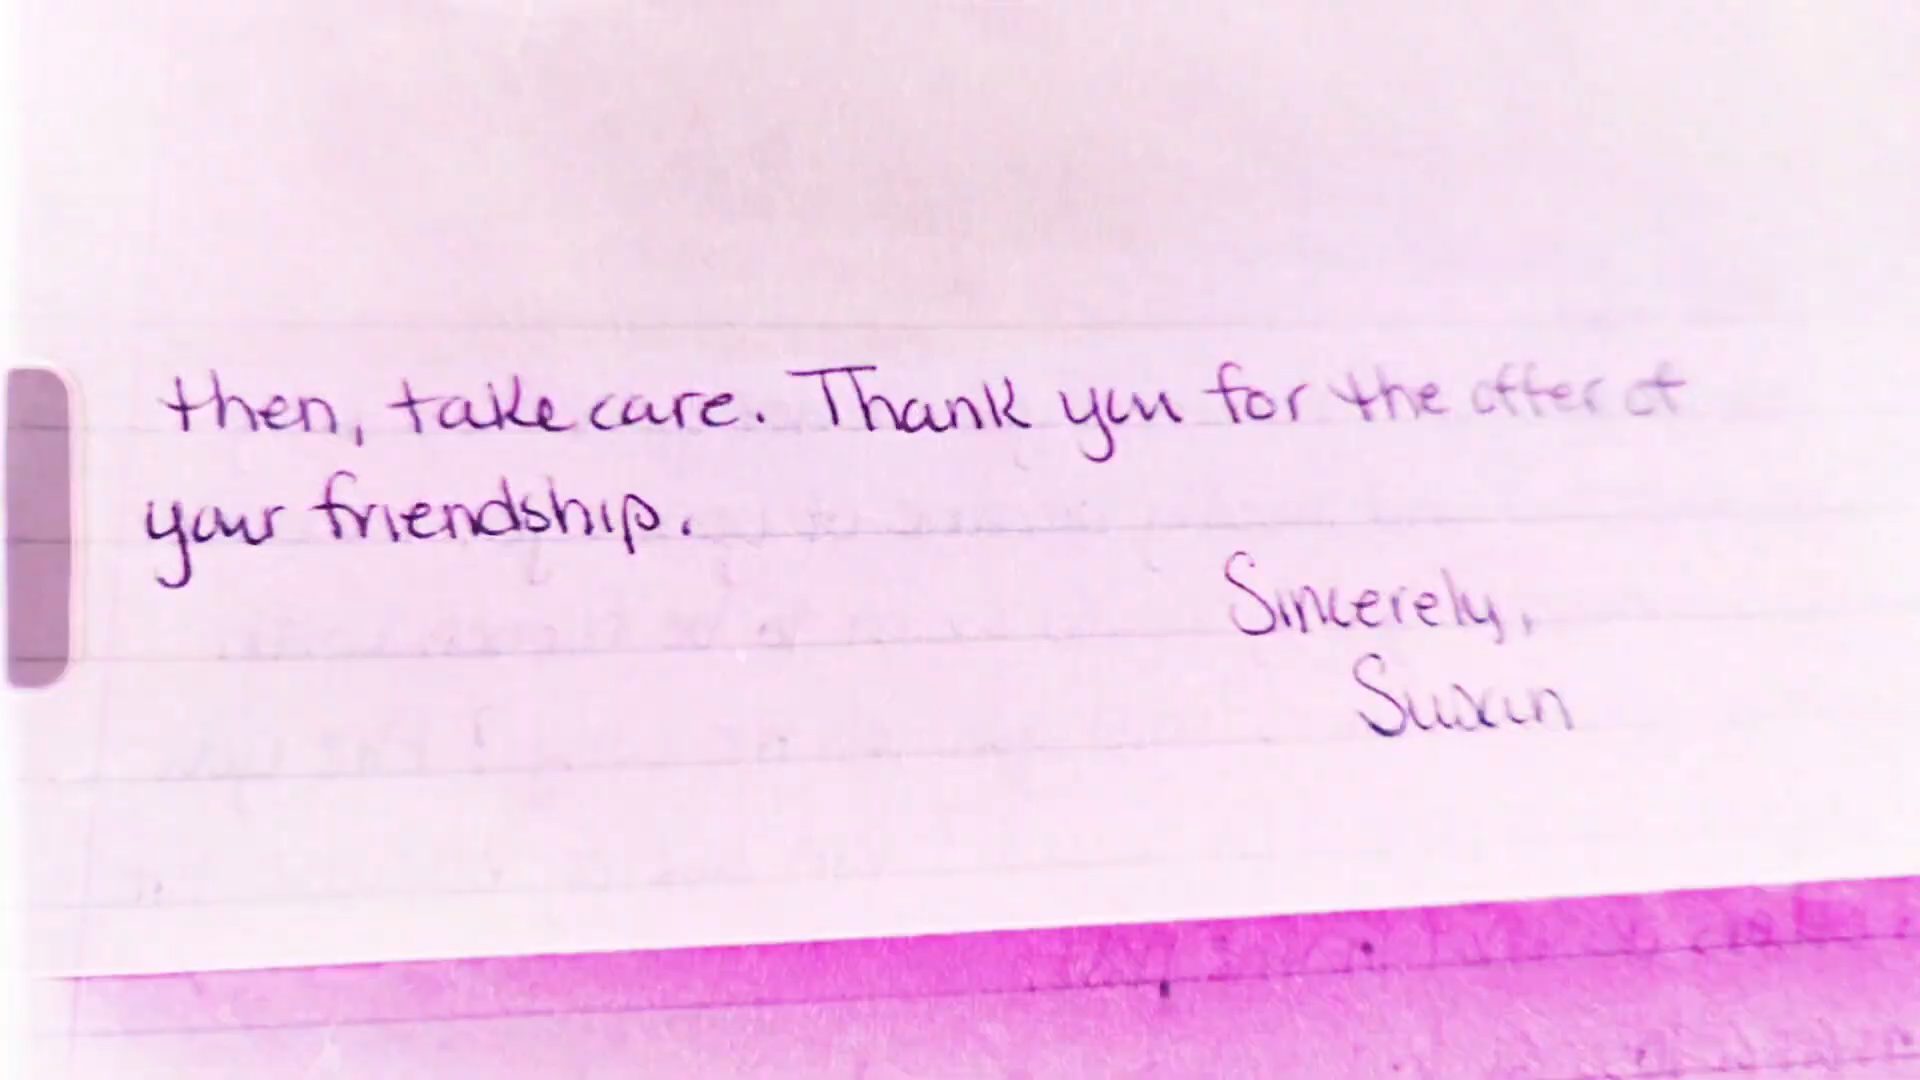 then, take care. Thank you for the offer of
your friendship.
Sincerely,
Susan